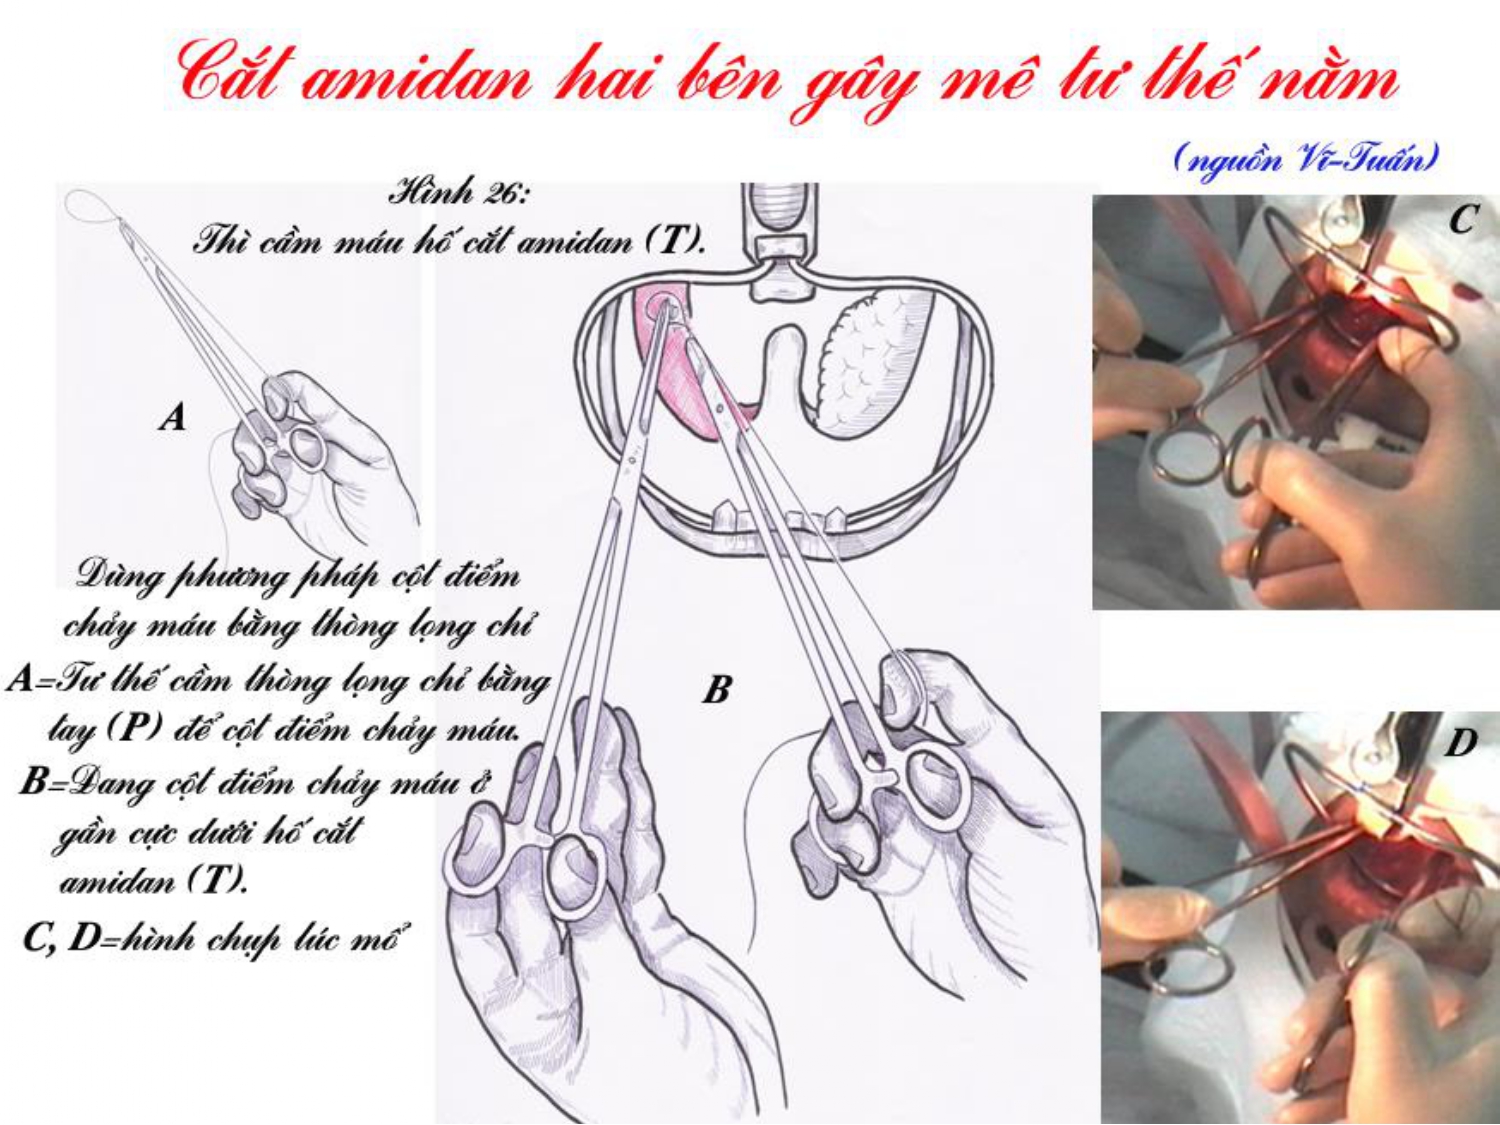 Cắt amidan hai bên gây mê tư thế nằm
(nguồn Vĩ-Tuấn)
Hình 26:
Thì cầm máu hố cắt amidan (T).
A
B
C
D
Dùng phương pháp cột điểm
chảy máu bằng thòng lọng chỉ
A=Tư thế cầm thòng lọng chỉ bằng
tay (P) để cột điểm chảy máu.
B=Đang cột điểm chảy máu ở
gần cực dưới hố cắt
amidan (T).
C, D=hình chụp lúc mổ